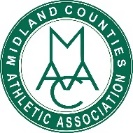 MIDLAND COUNTIES
ATHLETIC ASSOCIATION
MCAA